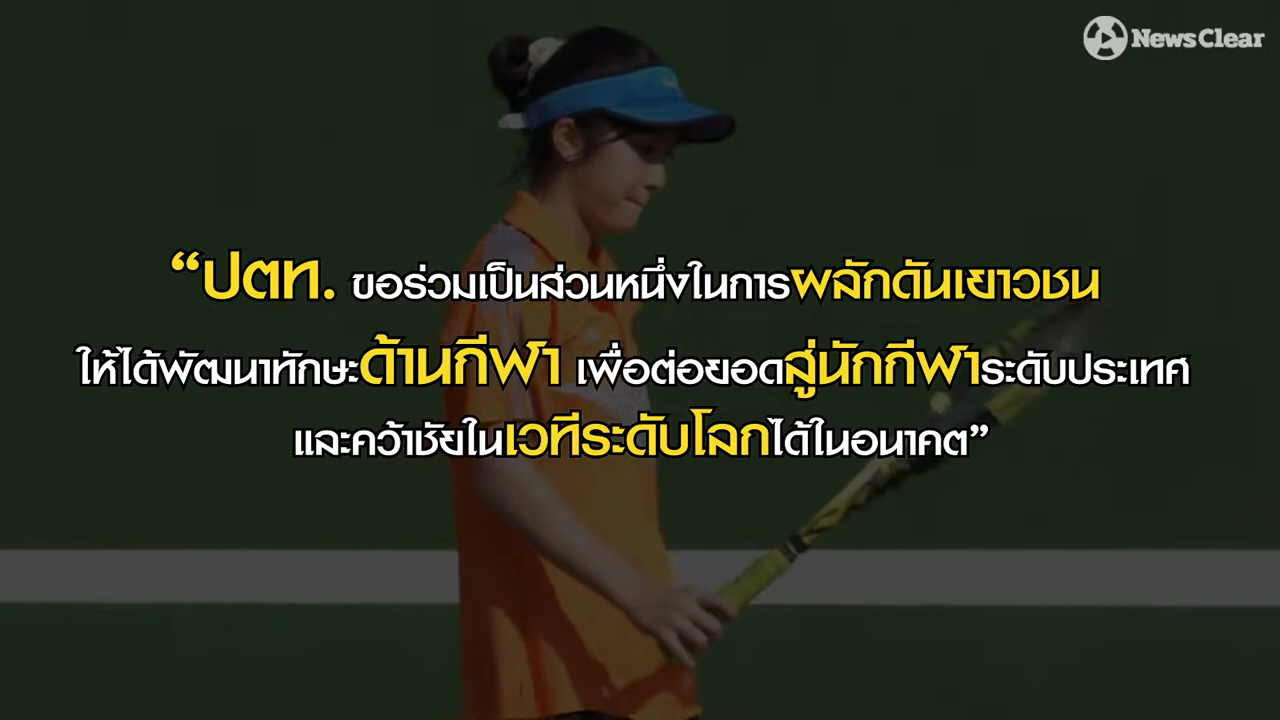 News Clear
“ปตท. ขอร่วมเป็นส่วนหนึ่งในการผลักดันเยาวชน
ให้ได้พัฒนาทักษะด้านกีฬา เพื่อต่อยอดสู่นักกีฬาระดับประเทศ
และคว้าชัยในเวทีระดับโลกได้ในอนาคต”